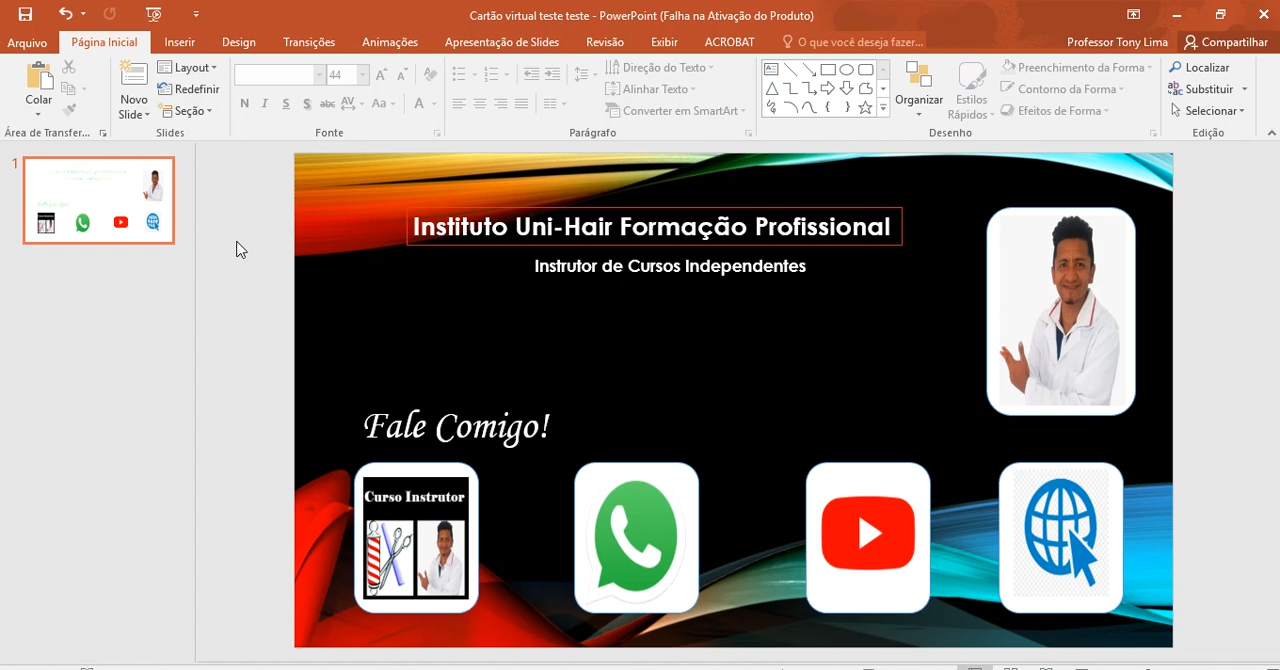 Cartão virtual teste teste - PowerPoint (Falha na Ativação do Produto)
Arquivo Página Inicial Inserir Design Transições Animações Apresentação de Slides Revisão Exibir ACROBAT O que você deseja fazer... Professor Tony Lima Compartilhar
Colar
Novo Slide
Layout
Redefinir
Seção
44
N I S S abc AV Aa A
Direção do Texto
Alinhar Texto
Converter em SmartArt
Organizar
Estilos Rápidos
Preenchimento da Forma
Contorno da Forma
Efeitos de Forma
Localizar
Substituir
Selecionar
Área de Transfer... Slides Fonte Parágrafo Desenho Edição
1
Instituto Uni-Hair Formação Profissional
Instrutor de Cursos Independentes
Fale Comigo!
Curso Instrutor